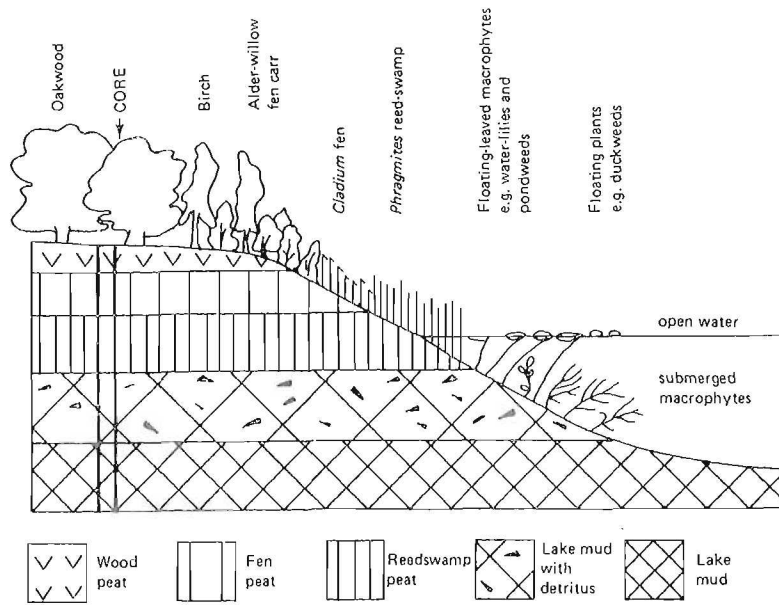 Oakwood
CORE
Birch
Alder-willow
fen carr
Cladium fen
Phragmites reed-swamp
Floating-leaved macrophytes
e.g. water-lilies and
pondweeds
Floating plants
e.g. duckweeds
open water
submerged
macrophytes
Wood
peat
Fen
peat
Reedswamp
peat
Lake mud
with
detritus
Lake
mud